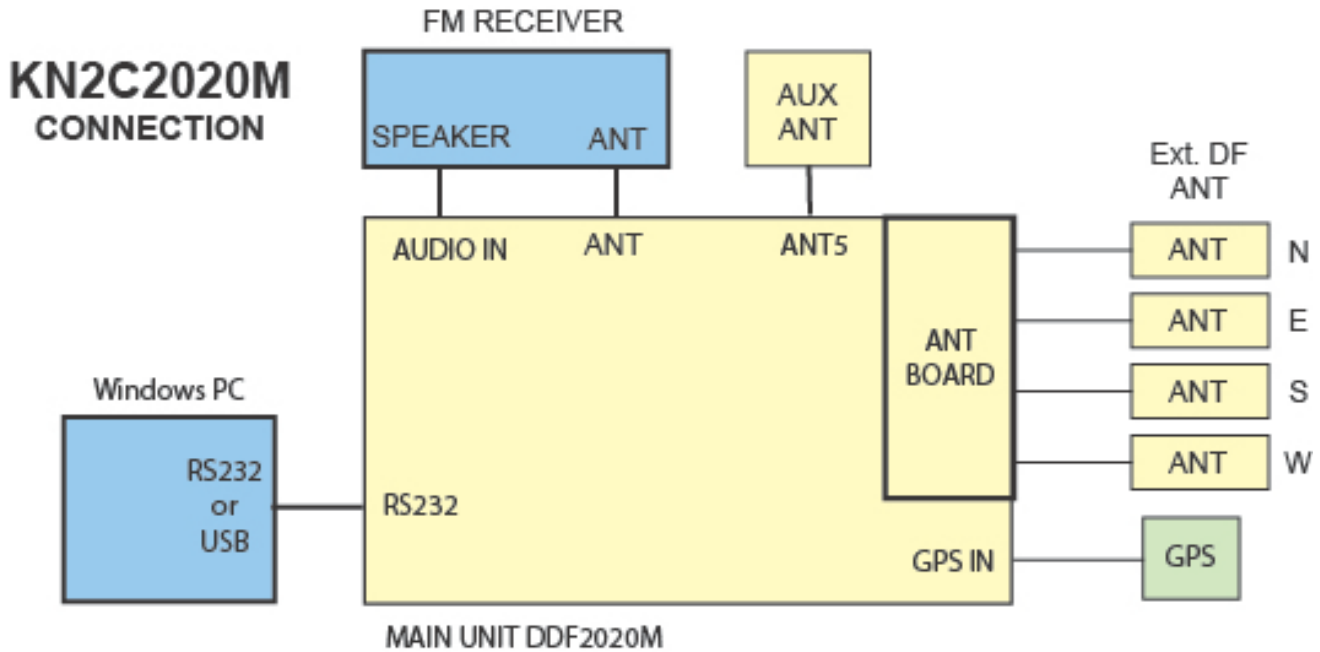 FM RECEIVER
KN2C2020M
CONNECTION
SPEAKER ANT
AUX
ANT
Ext. DF
ANT
AUDIO IN ANT ANT5
ANT N
ANT E
ANT S
ANT W
ANT
BOARD
Windows PC
RS232
or
USB
RS232
GPS IN
GPS
MAIN UNIT DDF2020M